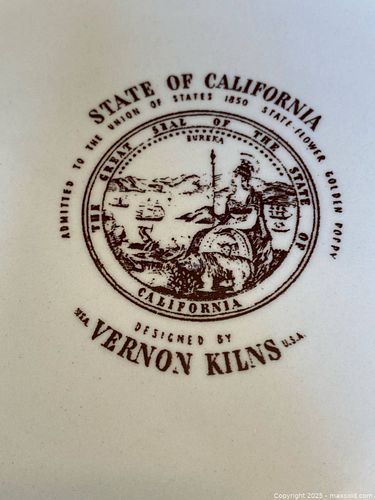 STATE OF CALIFORNIA
ADMITTED TO THE UNION OF STATES 1850 STATE FLOWER GOLDEN POPPY
THE GREAT SEAL OF THE STATE OF CALIFORNIA
EUREKA
DESIGNED BY
VERNON KILNS U.S.A.
Copyright 2025 - maxsold.com